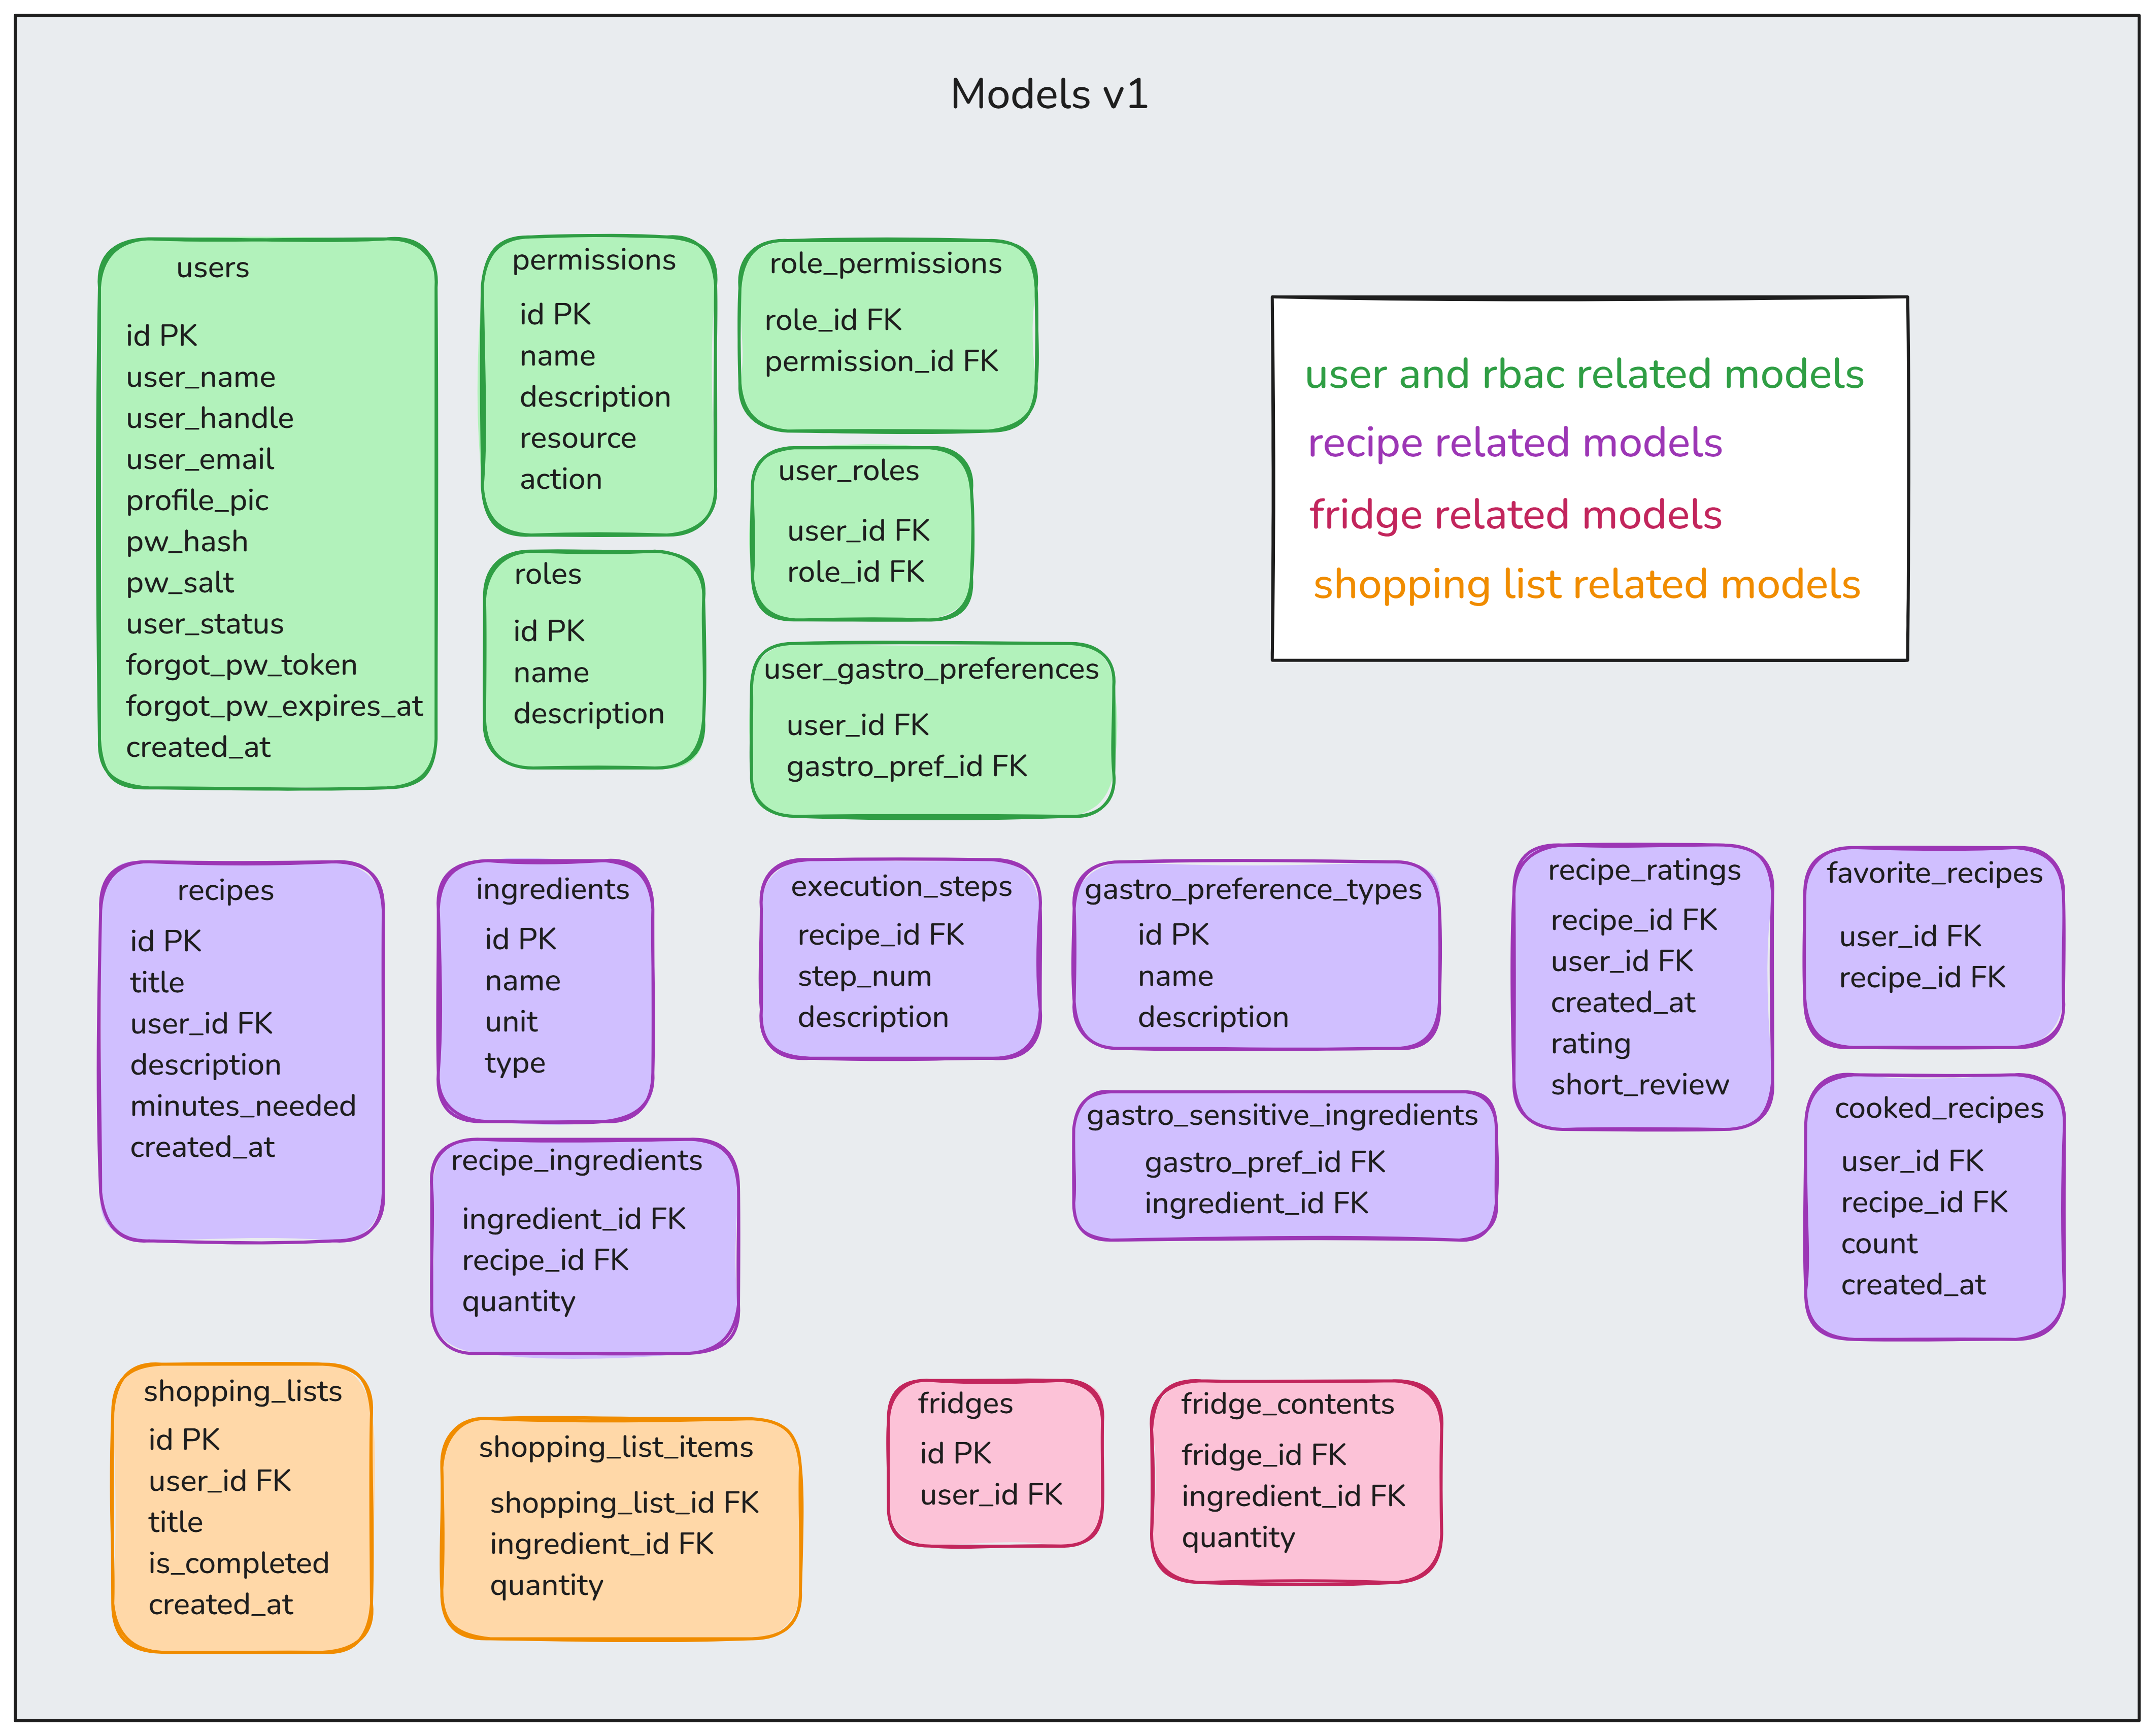 Models v1
users
id PK
user_name
user_handle
user_email
profile_pic
pw_hash
pw_salt
user_status
forgot_pw_token
forgot_pw_expires_at
created_at
permissions
id PK
name
description
resource
action
roles
id PK
name
description
role_permissions
role_id FK
permission_id FK
user_roles
user_id FK
role_id FK
user_gastro_preferences
user_id FK
gastro_pref_id FK
user and rbac related models
recipe related models
fridge related models
shopping list related models
recipes
id PK
title
user_id FK
description
minutes_needed
created_at
ingredients
id PK
name
unit
type
recipe_ingredients
ingredient_id FK
recipe_id FK
quantity
execution_steps
recipe_id FK
step_num
description
gastro_preference_types
id PK
name
description
gastro_sensitive_ingredients
gastro_pref_id FK
ingredient_id FK
recipe_ratings
recipe_id FK
user_id FK
created_at
rating
short_review
favorite_recipes
user_id FK
recipe_id FK
cooked_recipes
user_id FK
recipe_id FK
count
created_at
shopping_lists
id PK
user_id FK
title
is_completed
created_at
shopping_list_items
shopping_list_id FK
ingredient_id FK
quantity
fridges
id PK
user_id FK
fridge_contents
fridge_id FK
ingredient_id FK
quantity